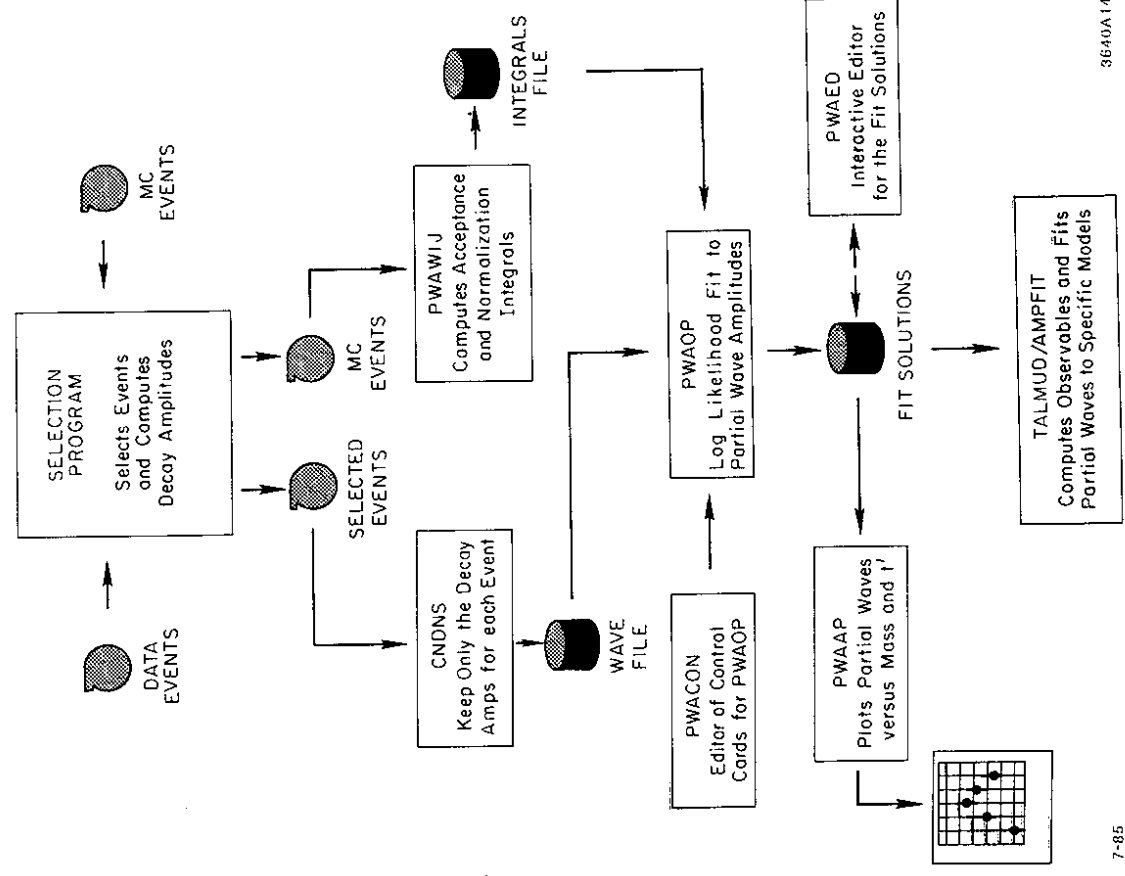 DATA
EVENTS
SELECTION
PROGRAM
Selects Events
and Computes
Decay Amplitudes
MC
EVENTS
SELECTED
EVENTS
MC
EVENTS
CNDNS
Keep Only the Decay
Amps for each Event
PWAWIJ
Computes Acceptance
and Normalization
Integrals
WAVE
FILE
INTEGRALS
FILE
PWACON
Editor of Control
Cards for PWAOP
PWAOP
Log Likelihood Fit to
Partial Wave Amplitudes
PWAAP
Plots Partial Waves
versus Mass and t'
FIT SOLUTIONS
PWAED
Interactive Editor
for the Fit Solutions
TALMUD/AMPFIT
Computes Observables and Fits
Partial Waves to Specific Models
7-85
3640A14